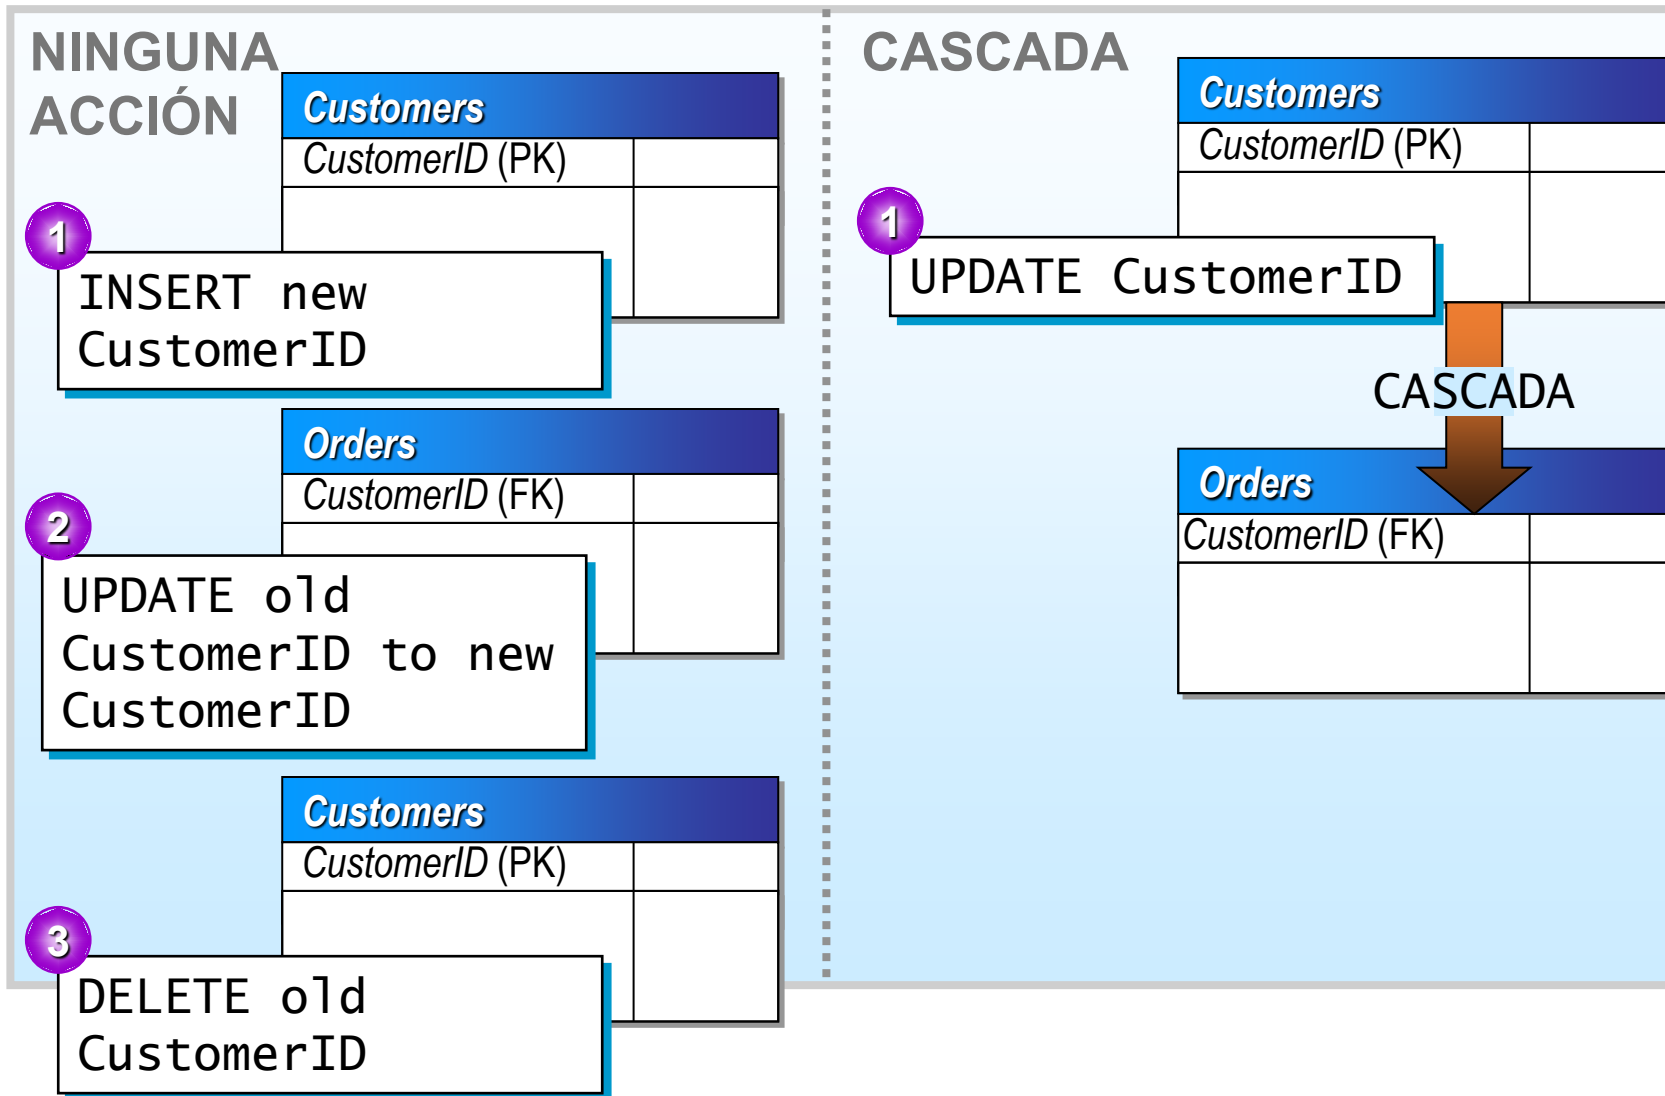 NINGUNA
ACCIÓN
Customers
CustomerID (PK)
1
INSERT new
CustomerID
Orders
CustomerID (FK)
2
UPDATE old
CustomerID to new
CustomerID
Customers
CustomerID (PK)
3
DELETE old
CustomerID
CASCADA
Customers
CustomerID (PK)
1
UPDATE CustomerID
CASCADA
Orders
CustomerID (FK)